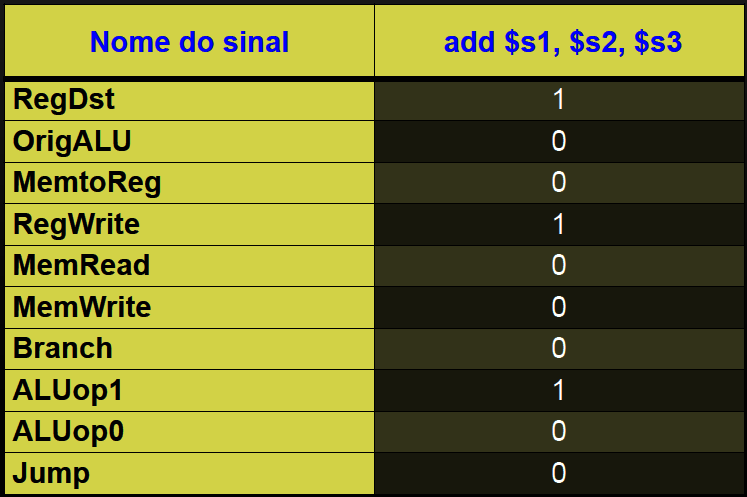 Nome do sinal add $s1, $s2, $s3
RegDst 1
OrigALU 0
MemtoReg 0
RegWrite 1
MemRead 0
MemWrite 0
Branch 0
ALUop1 1
ALUop0 0
Jump 0